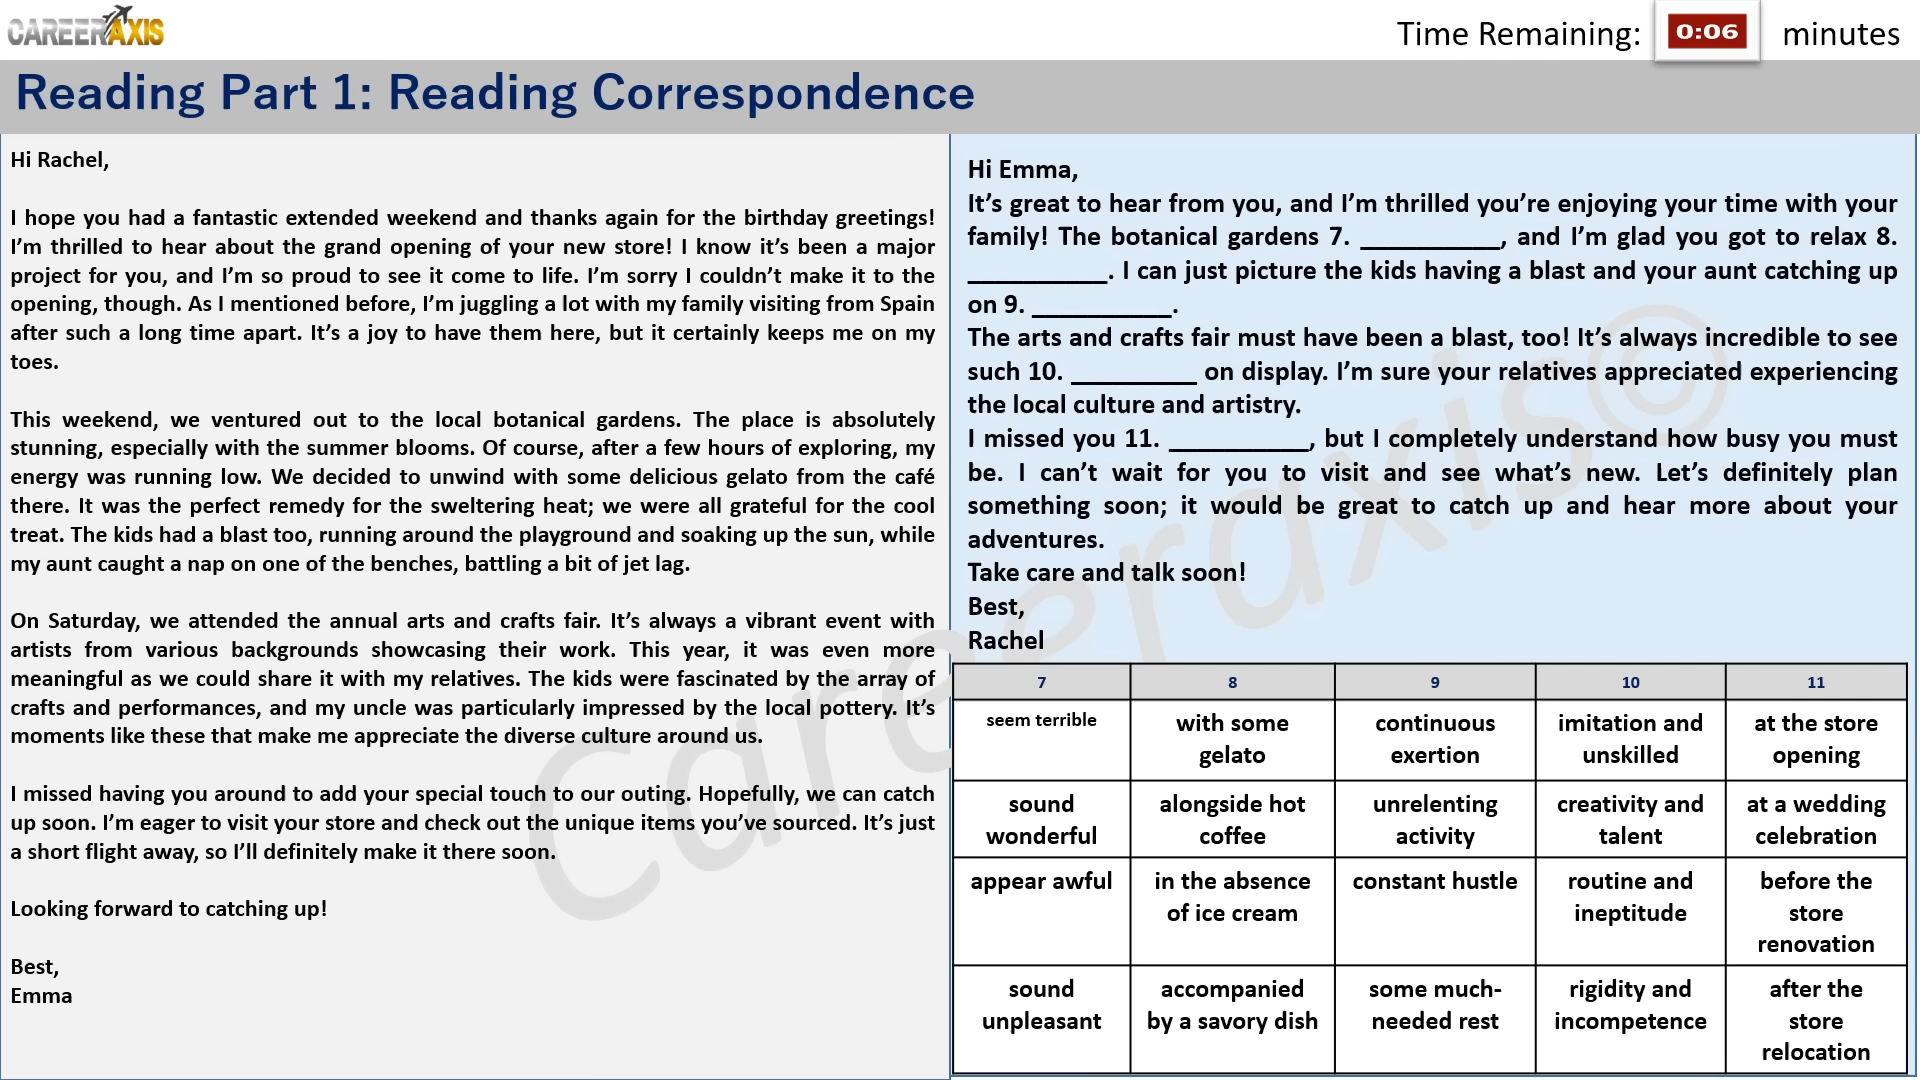 CAREERAXIS
Time Remaining: 0:06 minutes
Reading Part 1: Reading Correspondence
Hi Rachel,
I hope you had a fantastic extended weekend and thanks again for the birthday greetings!
I’m thrilled to hear about the grand opening of your new store! I know it’s been a major
project for you, and I’m so proud to see it come to life. I’m sorry I couldn’t make it to the
opening, though. As I mentioned before, I’m juggling a lot with my family visiting from Spain
after such a long time apart. It’s a joy to have them here, but it certainly keeps me on my
toes.
This weekend, we ventured out to the local botanical gardens. The place is absolutely
stunning, especially with the summer blooms. Of course, after a few hours of exploring, my
energy was running low. We decided to unwind with some delicious gelato from the café
there. It was the perfect remedy for the sweltering heat; we were all grateful for the cool
treat. The kids had a blast too, running around the playground and soaking up the sun, while
my aunt caught a nap on one of the benches, battling a bit of jet lag.
On Saturday, we attended the annual arts and crafts fair. It’s always a vibrant event with
artists from various backgrounds showcasing their work. This year, it was even more
meaningful as we could share it with my relatives. The kids were fascinated by the array of
crafts and performances, and my uncle was particularly impressed by the local pottery. It’s
moments like these that make me appreciate the diverse culture around us.
I missed having you around to add your special touch to our outing. Hopefully, we can catch
up soon. I’m eager to visit your store and check out the unique items you’ve sourced. It’s just
a short flight away, so I’ll definitely make it there soon.
Looking forward to catching up!
Best,
Emma
Hi Emma,
It’s great to hear from you, and I’m thrilled you’re enjoying your time with your
family! The botanical gardens 7. __________, and I’m glad you got to relax 8.
__________. I can just picture the kids having a blast and your aunt catching up
on 9. __________.
The arts and crafts fair must have been a blast, too! It’s always incredible to see
such 10. _________ on display. I’m sure your relatives appreciated experiencing
the local culture and artistry.
I missed you 11. __________, but I completely understand how busy you must
be. I can’t wait for you to visit and see what’s new. Let’s definitely plan
something soon; it would be great to catch up and hear more about your
adventures.
Take care and talk soon!
Best,
Rachel
7 8 9 10 11
seem terrible
with some
gelato
continuous
exertion
imitation and
unskilled
at the store
opening
sound
wonderful
alongside hot
coffee
unrelenting
activity
creativity and
talent
at a wedding
celebration
appear awful
in the absence
of ice cream
constant hustle
routine and
ineptitude
before the
store
renovation
sound
unpleasant
accompanied
by a savory dish
some much-
needed rest
rigidity and
incompetence
after the
store
relocation
Careeraxis©